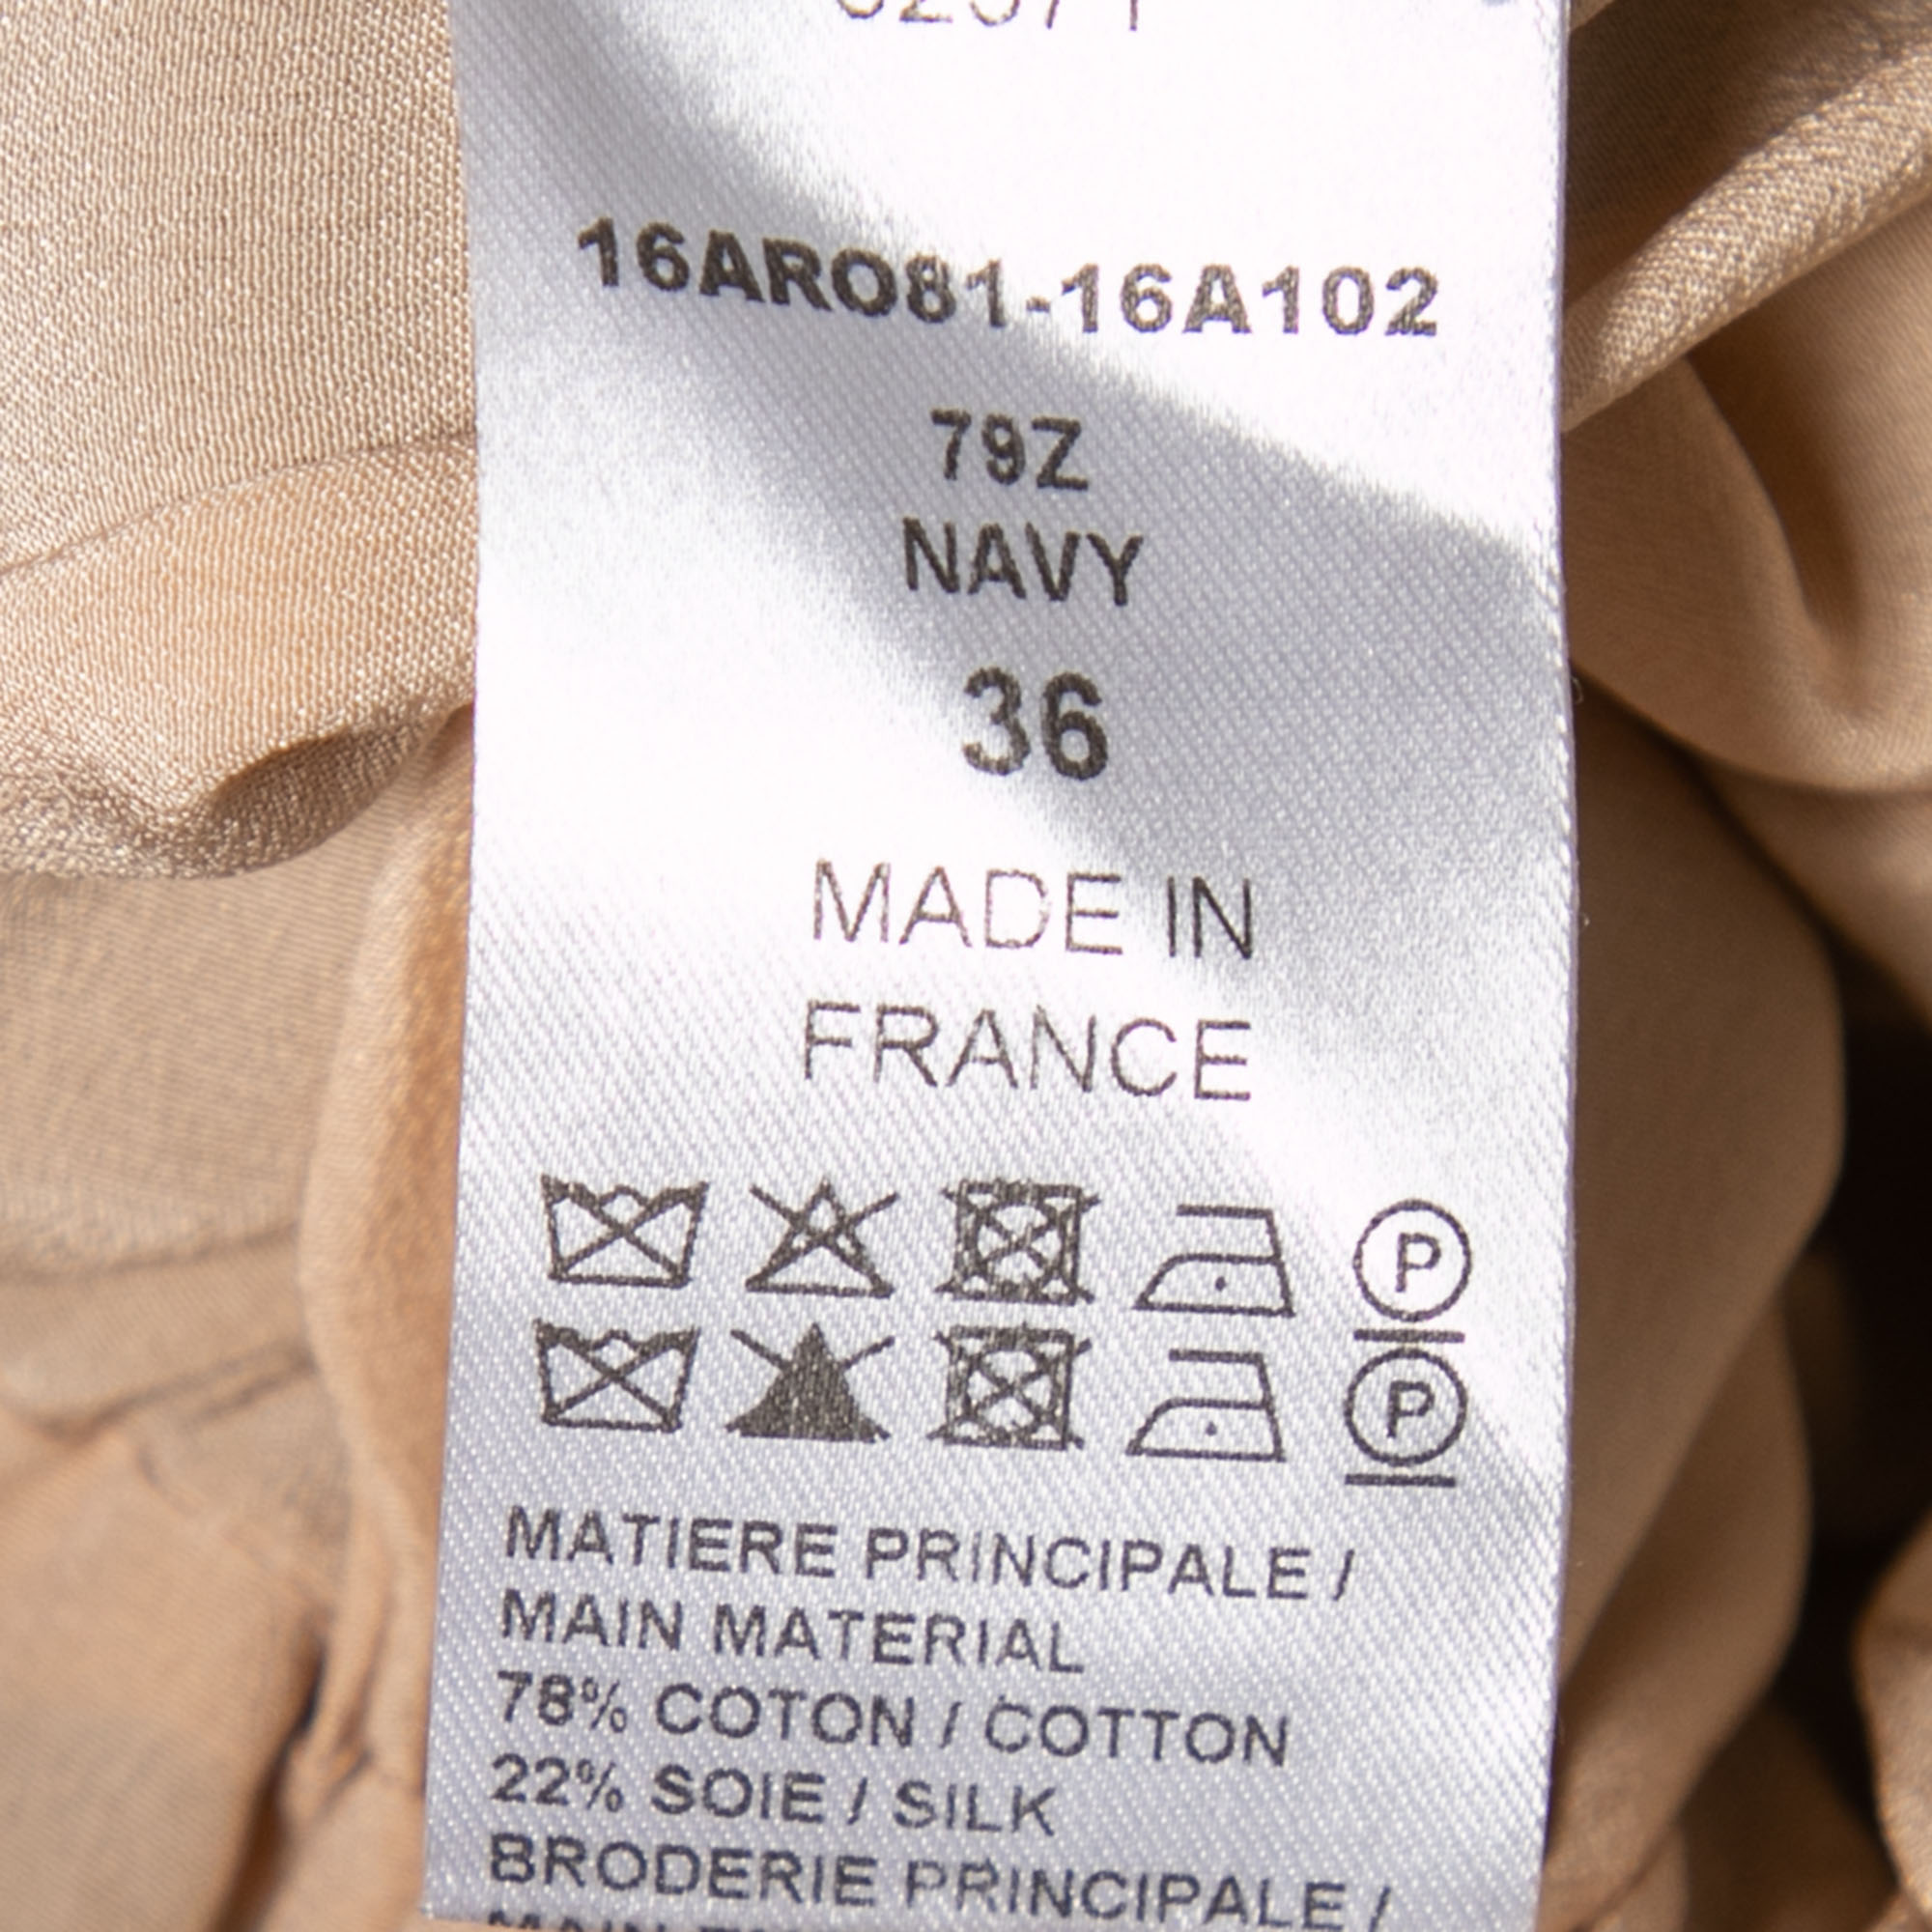 16ARO81-16A102
79Z
NAVY
36
MADE IN
FRANCE
P
P
MATIERE PRINCIPALE /
MAIN MATERIAL
78% COTON / COTTON
22% SOIE / SILK
BRODERIE PRINCIPALE /